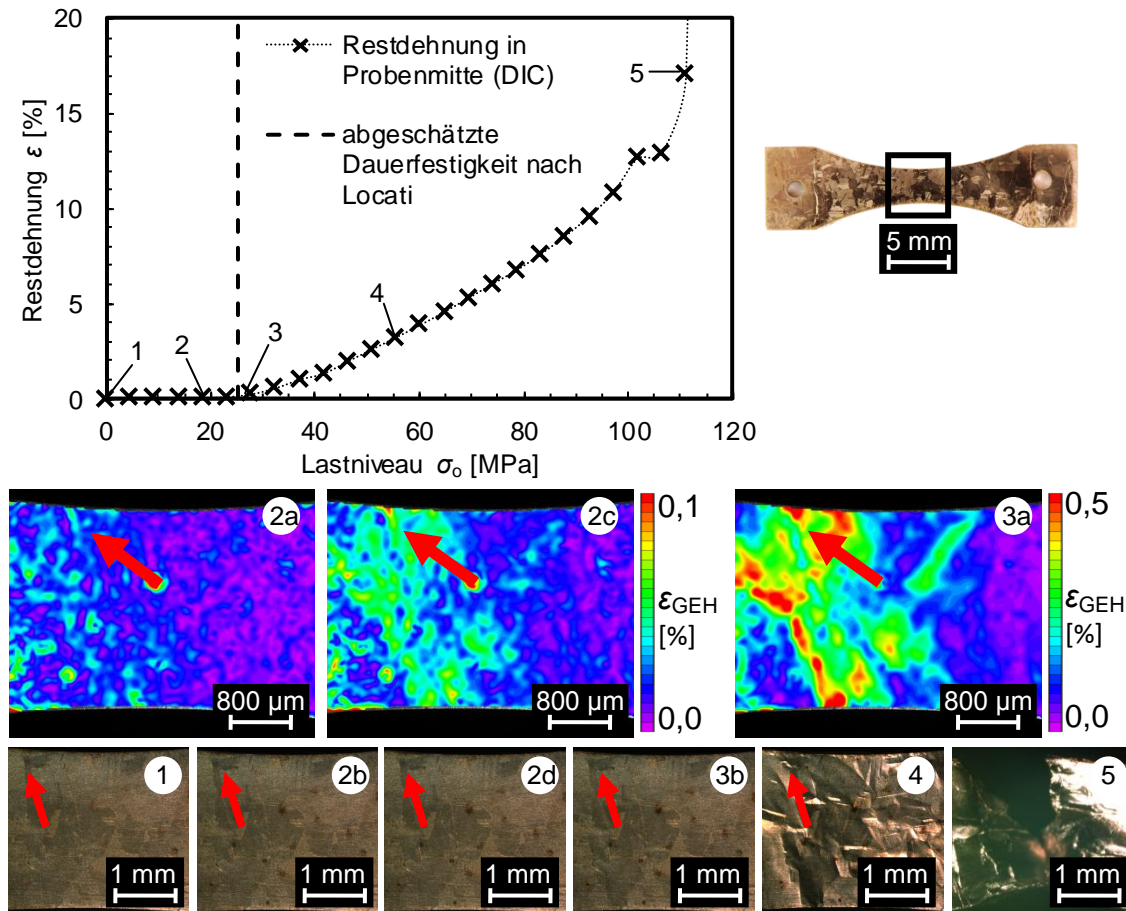 20
15
10
5
0
Restdehnung ε [%]
Restdehnung in
Probenmitte (DIC)
abgeschätzte
Dauerfestigkeit nach
Locati
1
2
3
4
5
0
20
40
60
80
100
120
Lastniveau σo [MPa]
5 mm
2a
800 µm
2c
800 µm
0,1
εGEH
[%]
0,0
3a
800 µm
0,5
εGEH
[%]
0,0
1
1 mm
2b
1 mm
2d
1 mm
3b
1 mm
4
1 mm
5
1 mm